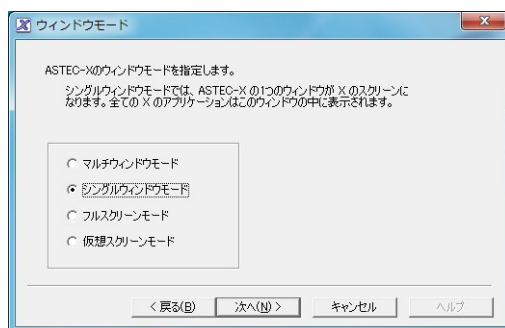 ウィンドウモード
ASTEC-Xのウィンドウモードを指定します。
シングルウィンドウモードでは、ASTEC-X の1つのウィンドウが X のスクリーンに
なります。全ての X のアプリケーションはこのウィンドウの中に表示されます。
マルチウィンドウモード
シングルウィンドウモード
フルスクリーンモード
仮想スクリーンモード
< 戻る(B)
次へ(N) >
キャンセル
ヘルプ